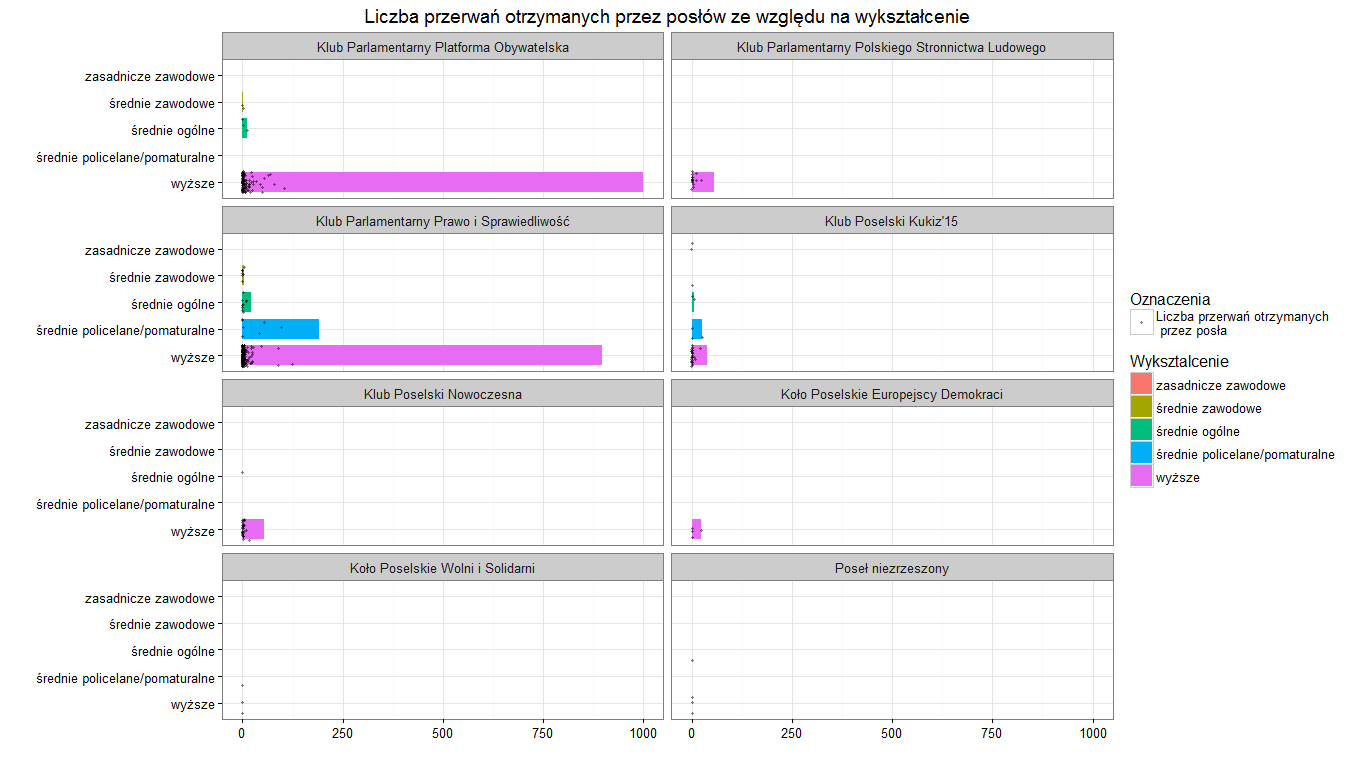 Liczba przerwań otrzymanych przez posłów ze względu na wykształcenie
Klub Parlamentarny Platforma Obywatelska
Klub Parlamentarny Polskiego Stronnictwa Ludowego
zasadnicze zawodowe
średnie zawodowe
średnie ogólne
średnie policelane/pomaturalne
wyższe
Klub Parlamentarny Prawo i Sprawiedliwość
Klub Poselski Kukiz'15
zasadnicze zawodowe
średnie zawodowe
średnie ogólne
średnie policelane/pomaturalne
wyższe
Klub Poselski Nowoczesna
Koło Poselskie Europejscy Demokraci
zasadnicze zawodowe
średnie zawodowe
średnie ogólne
średnie policelane/pomaturalne
wyższe
Koło Poselskie Wolni i Solidarni
Poseł niezrzeszony
zasadnicze zawodowe
średnie zawodowe
średnie ogólne
średnie policelane/pomaturalne
wyższe
0 250 500 750 1000
0 250 500 750 1000
Oznaczenia
Liczba przerwań otrzymanych
przez posła
Wyksztalcenie
zasadnicze zawodowe
średnie zawodowe
średnie ogólne
średnie policelane/pomaturalne
wyższe